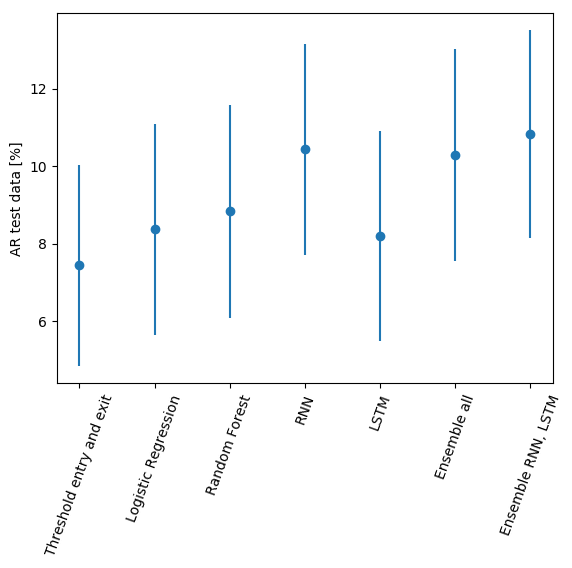 AR test data [%]
12
10
8
6
Threshold entry and exit
Logistic Regression
Random Forest
RNN
LSTM
Ensemble all
Ensemble RNN, LSTM